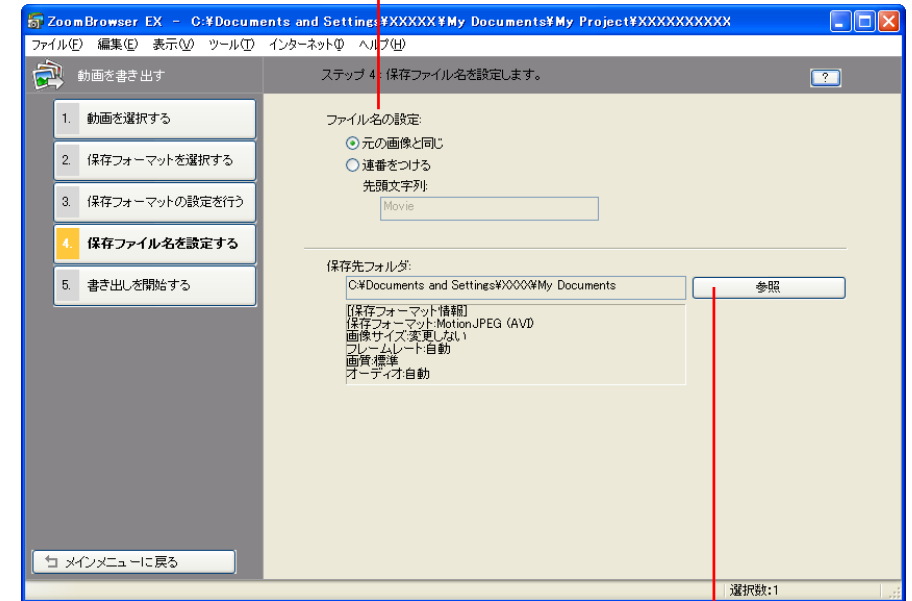 ZoomBrowser EX - C:¥Documents and Settings¥XXXXX¥My Documents¥My Project¥XXXXXXXXXX
ファイル(F) 編集(E) 表示(V) ツール(T) インターネット(I) ヘルプ(H)
動画を書き出す
ステップ 4 : 保存ファイル名を設定します。
?
1. 動画を選択する
2. 保存フォーマットを選択する
3. 保存フォーマットの設定を行う
4. 保存ファイル名を設定する
5. 書き出しを開始する
ファイル名の設定:
元の画像と同じ
連番をつける
先頭文字列:
Movie
保存先フォルダ:
C:¥Documents and Settings¥XXXX¥My Documents
参照
[保存フォーマット情報]
保存フォーマット:MotionJPEG (AVI)
画像サイズ:変更しない
フレームレート:自動
画質:標準
オーディオ:自動
メインメニューに戻る
選択数:1